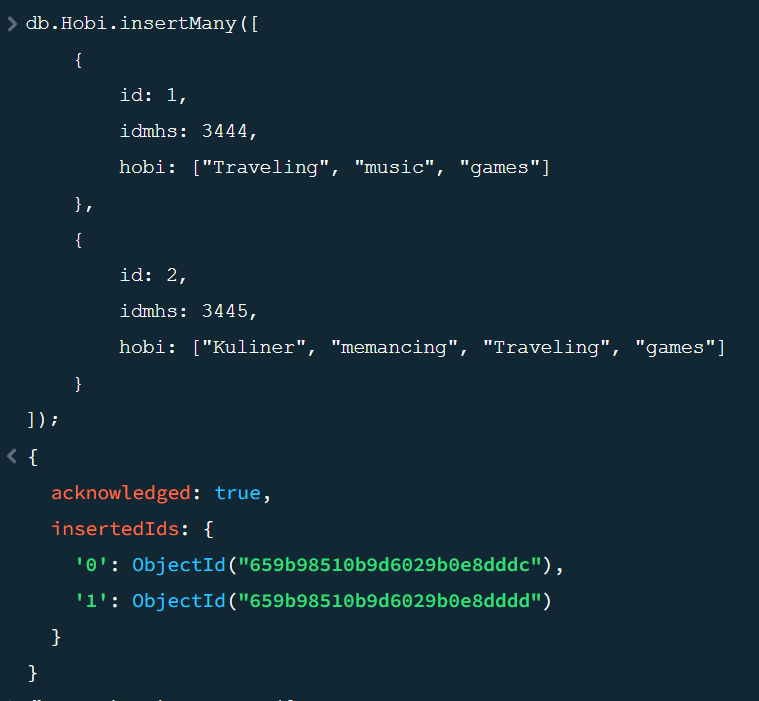 db.Hobi.insertMany([
{
id: 1,
idmhs: 3444,
hobi: ["Traveling", "music", "games"]
},
{
id: 2,
idmhs: 3445,
hobi: ["Kuliner", "memancing", "Traveling", "games"]
}
]);
{
acknowledged: true,
insertedIds: {
'0': ObjectId("659b98510b9d6029b0e8dddc"),
'1': ObjectId("659b98510b9d6029b0e8dddd")
}
}